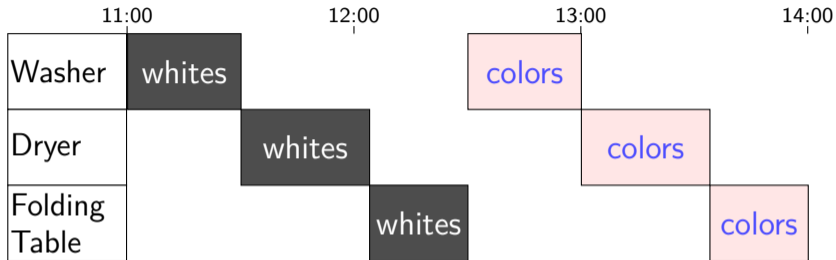 11:00 12:00 13:00 14:00
Washer whites colors
Dryer whites colors
Folding
Table whites colors